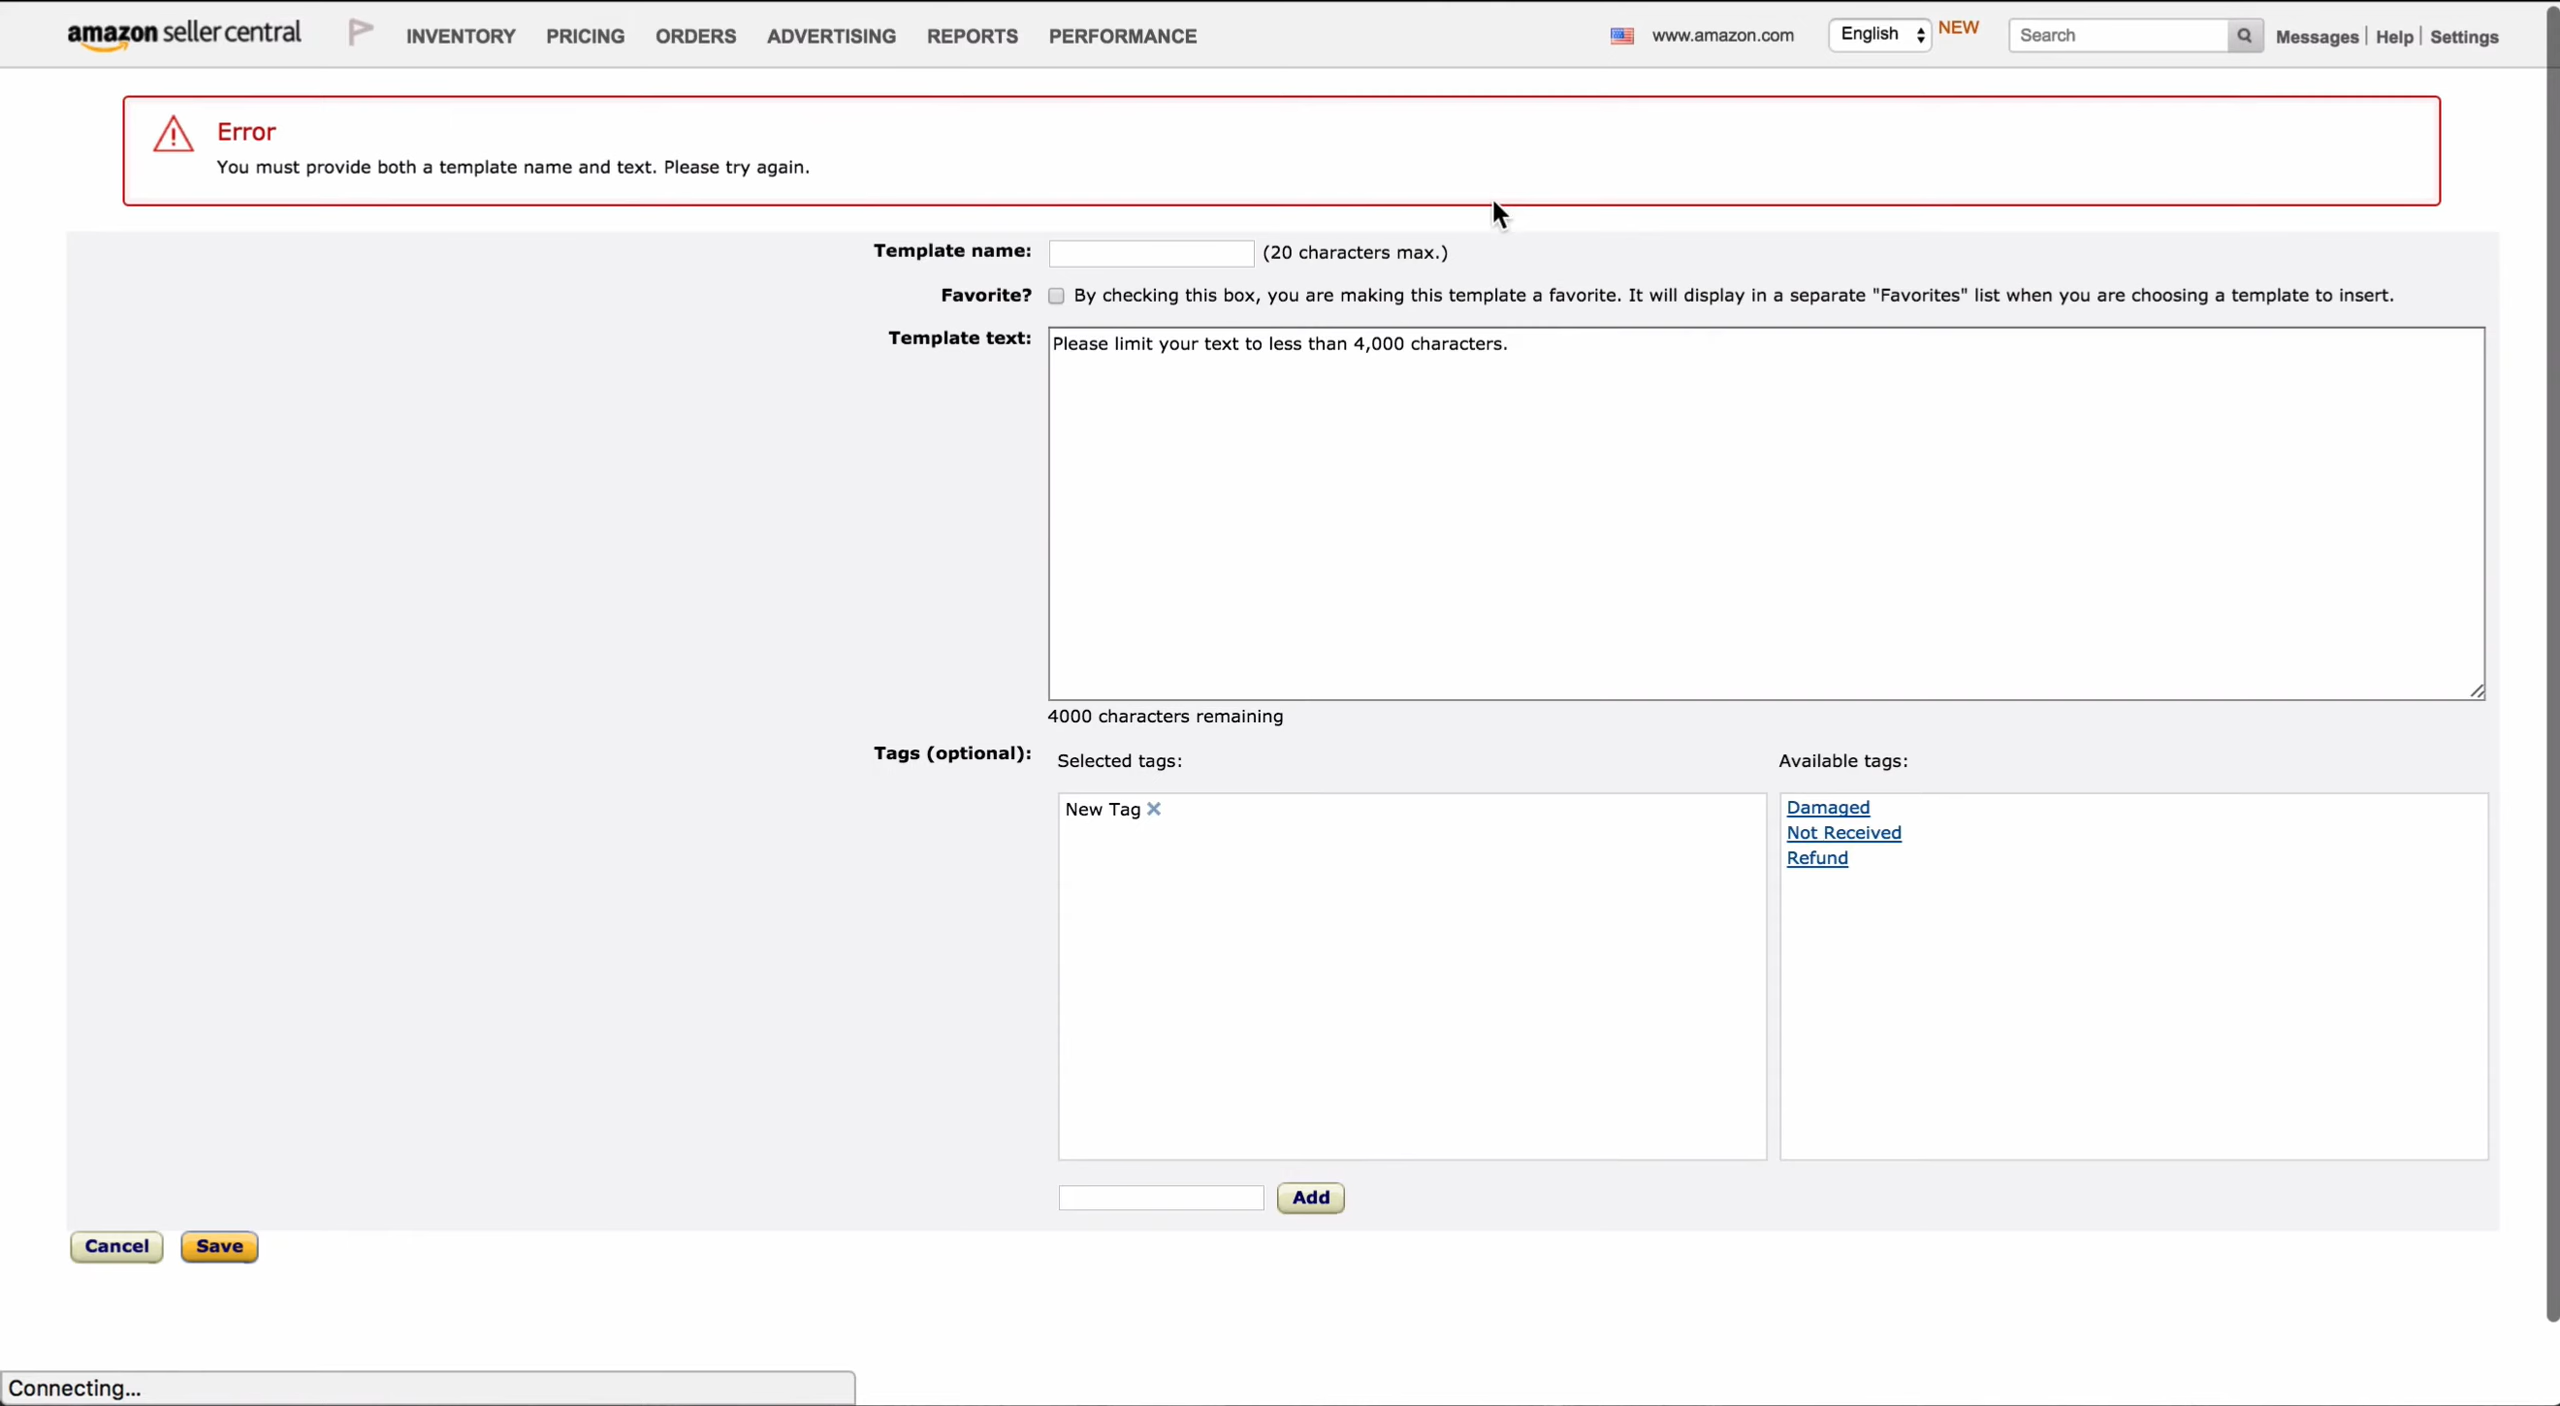 amazon seller central INVENTORY PRICING ORDERS ADVERTISING REPORTS PERFORMANCE www.amazon.com English NEW Search Messages Help Settings
Error
You must provide both a template name and text. Please try again.
Template name: (20 characters max.)
Favorite? By checking this box, you are making this template a favorite. It will display in a separate "Favorites" list when you are choosing a template to insert.
Template text: Please limit your text to less than 4,000 characters.
4000 characters remaining
Tags (optional): Selected tags: Available tags:
New Tag Damaged
Not Received
Refund
Add
Cancel Save
Connecting...